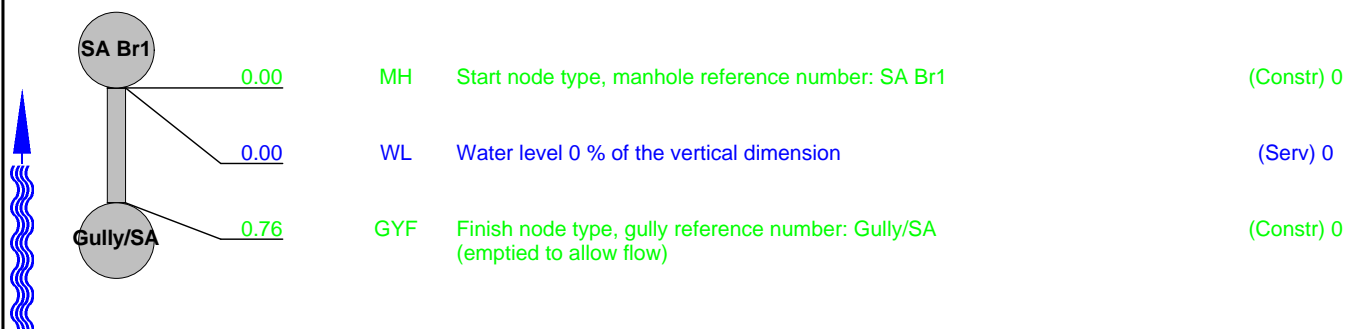 SA Br1
0.00 MH Start node type, manhole reference number: SA Br1 (Constr) 0
0.00 WL Water level 0 % of the vertical dimension (Serv) 0
Gully/SA 0.76 GYF Finish node type, gully reference number: Gully/SA (Constr) 0
(emptied to allow flow)